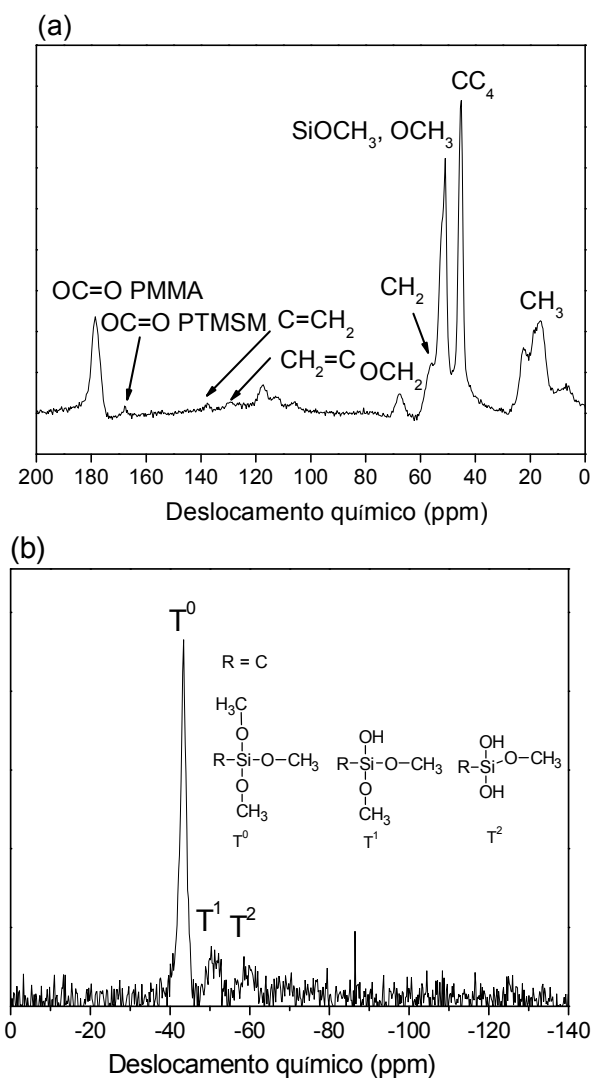 (a)
CC₄
SiOCH₃, OCH₃
OC=O PMMA
OC=O PTMSM
C=CH₂
CH₂=C
OCH₂
CH₂
CH₃
200 180 160 140 120 100 80 60 40 20 0
Deslocamento químico (ppm)
(b)
T⁰
R = C
H₃C
O
R-Si-O-CH₃
O
CH₃
T⁰
OH
R-Si-O-CH₃
O
CH₃
T¹
OH
R-Si-O-CH₃
OH
T²
T¹
T²
0 -20 -40 -60 -80 -100 -120 -140
Deslocamento químico (ppm)